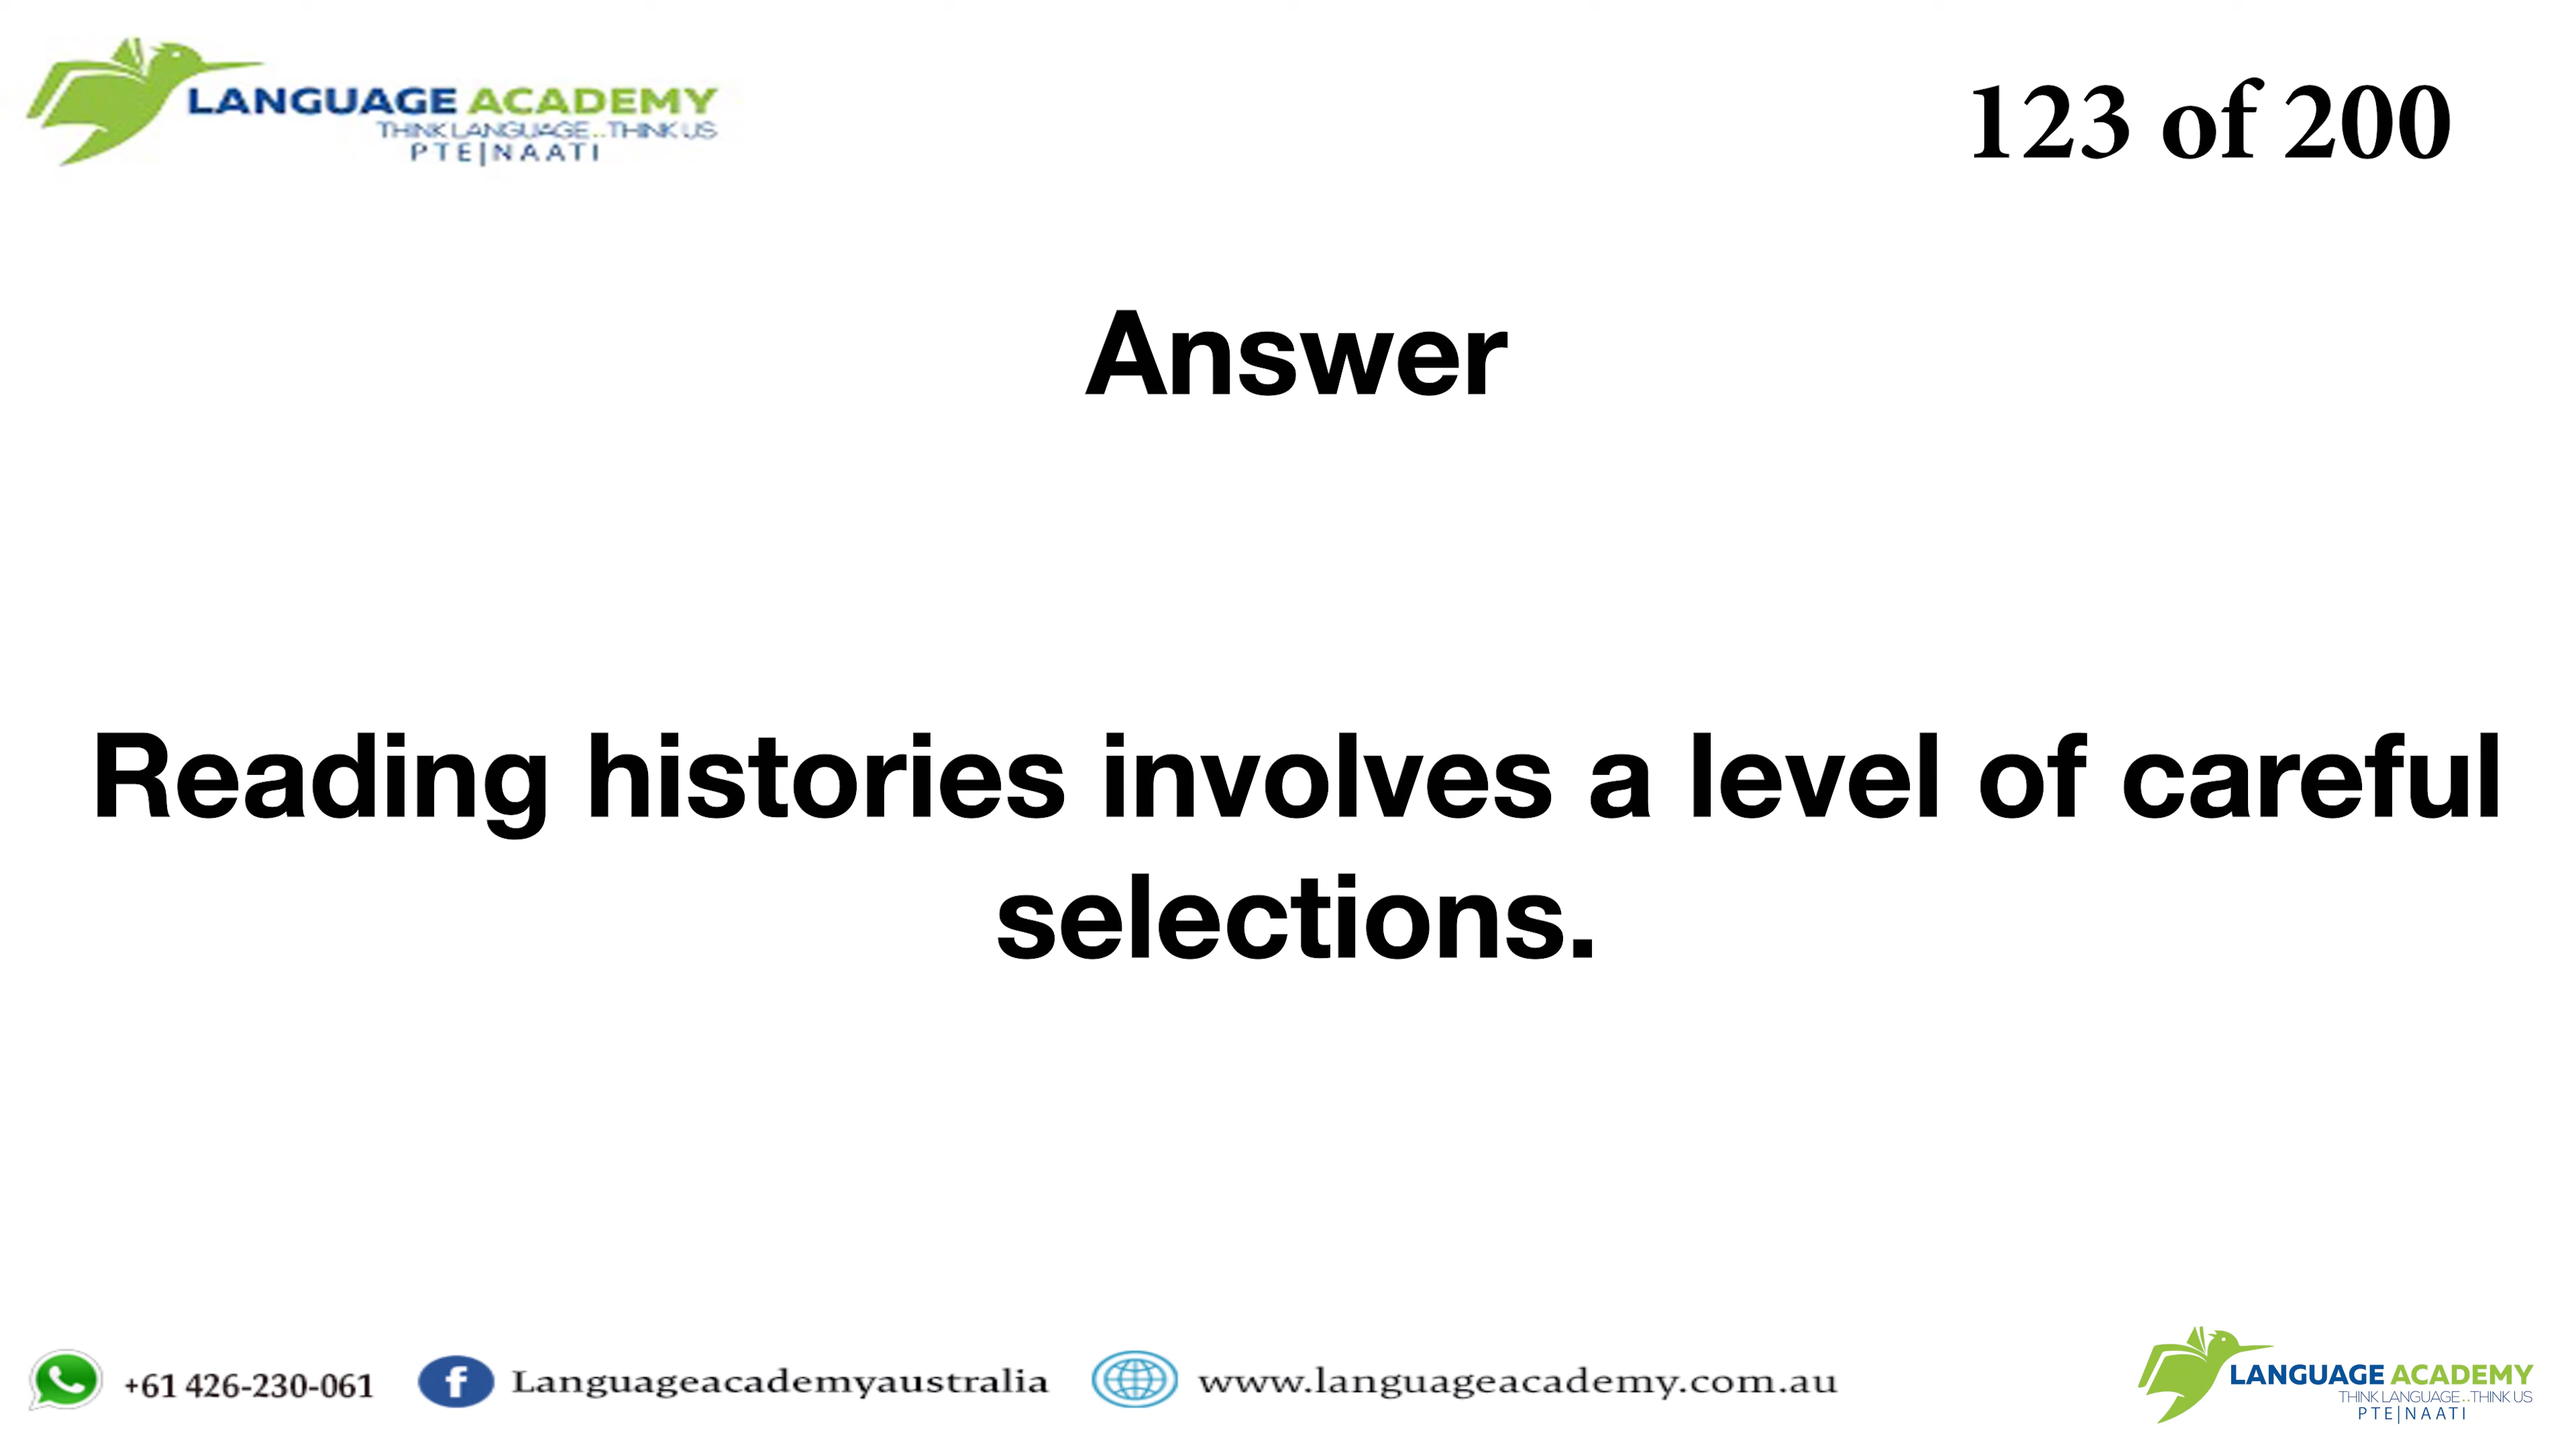 LANGUAGE ACADEMY
THINK LANGUAGE..THINK US
PTE|NAATI
123 of 200
Answer
Reading histories involves a level of careful
selections.
+61 426-230-061
Languageacademyaustralia
www.languageacademy.com.au
LANGUAGE ACADEMY
THINK LANGUAGE..THINK US
PTE|NAATI